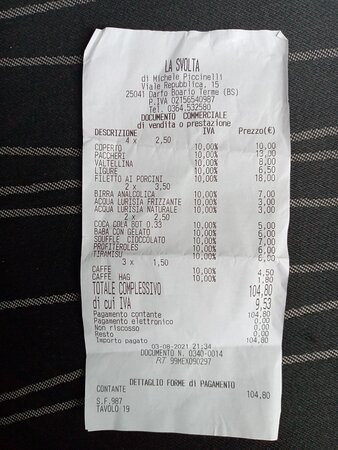 LA SVOLTA
di Michele Piccinelli
Viale Repubblica, 15
25041 Darfo Boario Terme (BS)
P.IVA 02156540987
Tel. 0364.532580
DOCUMENTO COMMERCIALE
di vendita o prestazione
DESCRIZIONE IVA Prezzo(€)
4 x 2,50
COPERTO 10,00% 10,00
PACCHERI 10,00% 13,00
VALTELLINA 10,00% 8,00
LIGURE 10,00% 6,50
FILETTO AI PORCINI 10,00% 18,00
2 x 3,50
BIRRA ANALCOLICA 10,00% 7,00
ACQUA LURISIA FRIZZANTE 10,00% 3,00
ACQUA LURISIA NATURALE 10,00% 3,00
2 x 2,50
COCA COLA BOT 0.33 10,00% 5,00
BABA CON GELATO 10,00% 6,00
SOUFFLE CIOCCOLATO 10,00% 7,00
PROFITEROLES 10,00% 6,00
TIRAMISU 10,00% 6,00
3 x 1,50
CAFFE 10,00% 4,50
CAFFE HAG 10,00% 1,80
TOTALE COMPLESSIVO 104,80
di cui IVA 9,53
Pagamento contante 104,80
Pagamento elettronico 0,00
Non riscosso 0,00
Resto 0,00
Importo pagato 104,80
03-08-2021 21:34
DOCUMENTO N. 0340-0014
RT 99MEX090297
DETTAGLIO FORME di PAGAMENTO
CONTANTE 104,80
S.F.987
TAVOLO 19